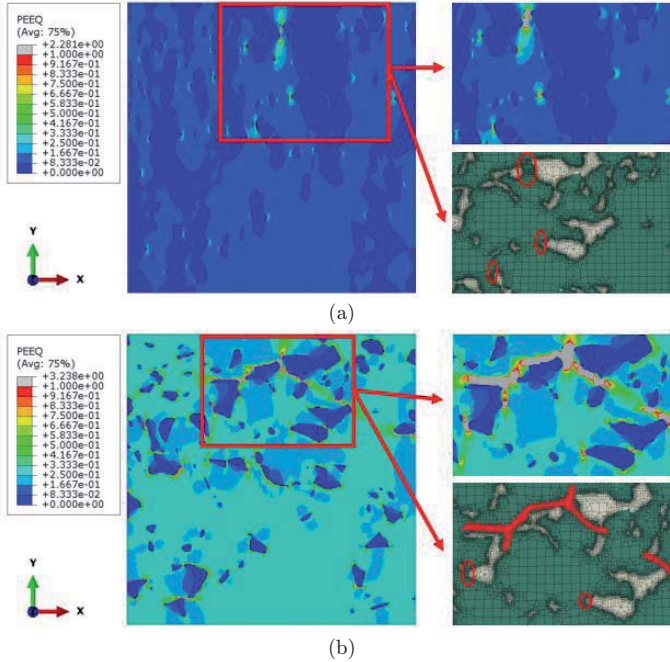 PEEQ
(Avg: 75%)
+2.281e+00
+1.000e+00
+9.167e-01
+8.333e-01
+7.500e-01
+6.667e-01
+5.833e-01
+5.000e-01
+4.167e-01
+3.333e-01
+2.500e-01
+1.667e-01
+8.333e-02
+0.000e+00
Y
X
(a)
PEEQ
(Avg: 75%)
+3.238e+00
+1.000e+00
+9.167e-01
+8.333e-01
+7.500e-01
+6.667e-01
+5.833e-01
+5.000e-01
+4.167e-01
+3.333e-01
+2.500e-01
+1.667e-01
+8.333e-02
+0.000e+00
Y
X
(b)